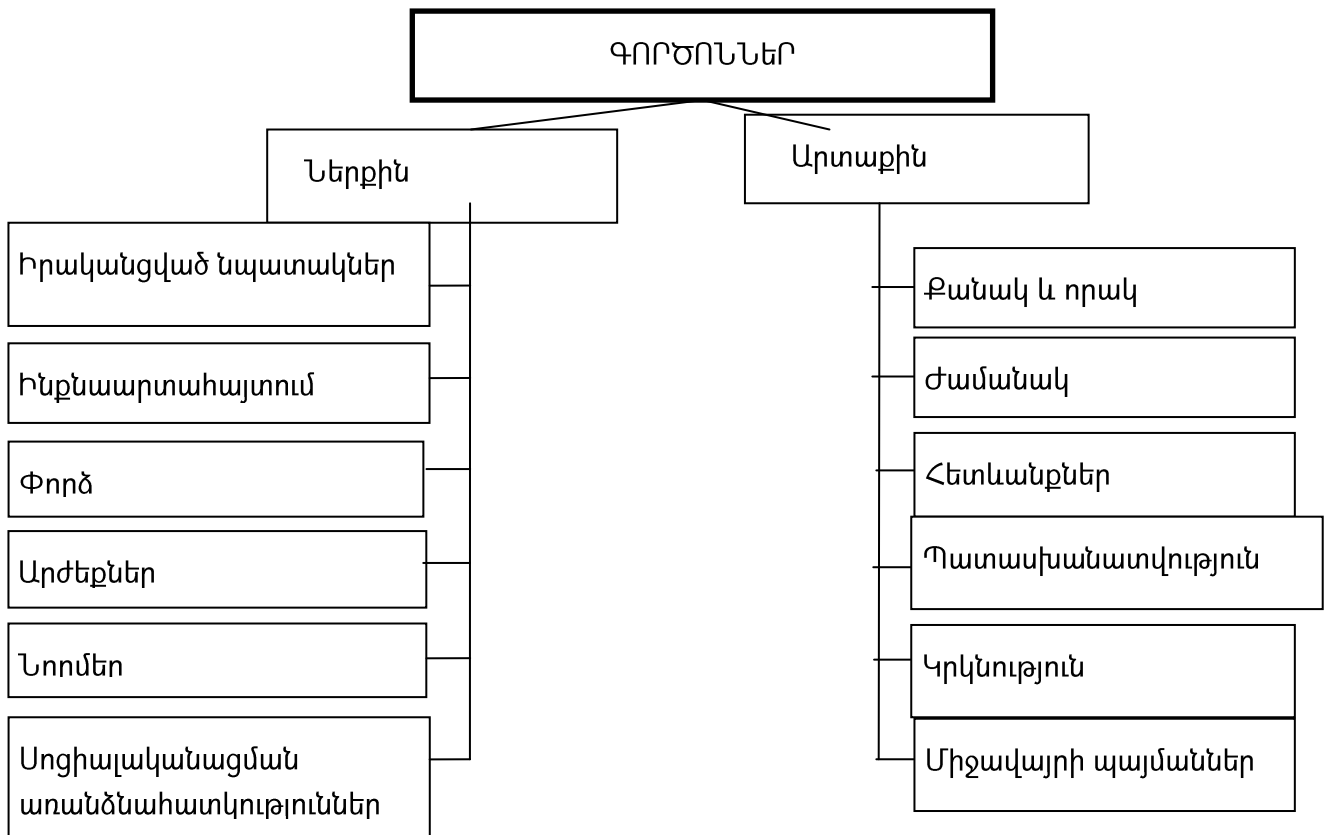 ԳՈՐԾՈՆՆԵՐ
Ներքին
Արտաքին
Իրականցված նպատակներ
Ինքնաարտահայտում
Փորձ
Արժեքներ
Նորմեր
Սոցիալականացման
առանձնահատկություններ
Քանակ և որակ
Ժամանակ
Հետևանքներ
Պատասխանատվություն
Կրկնություն
Միջավայրի պայմաններ